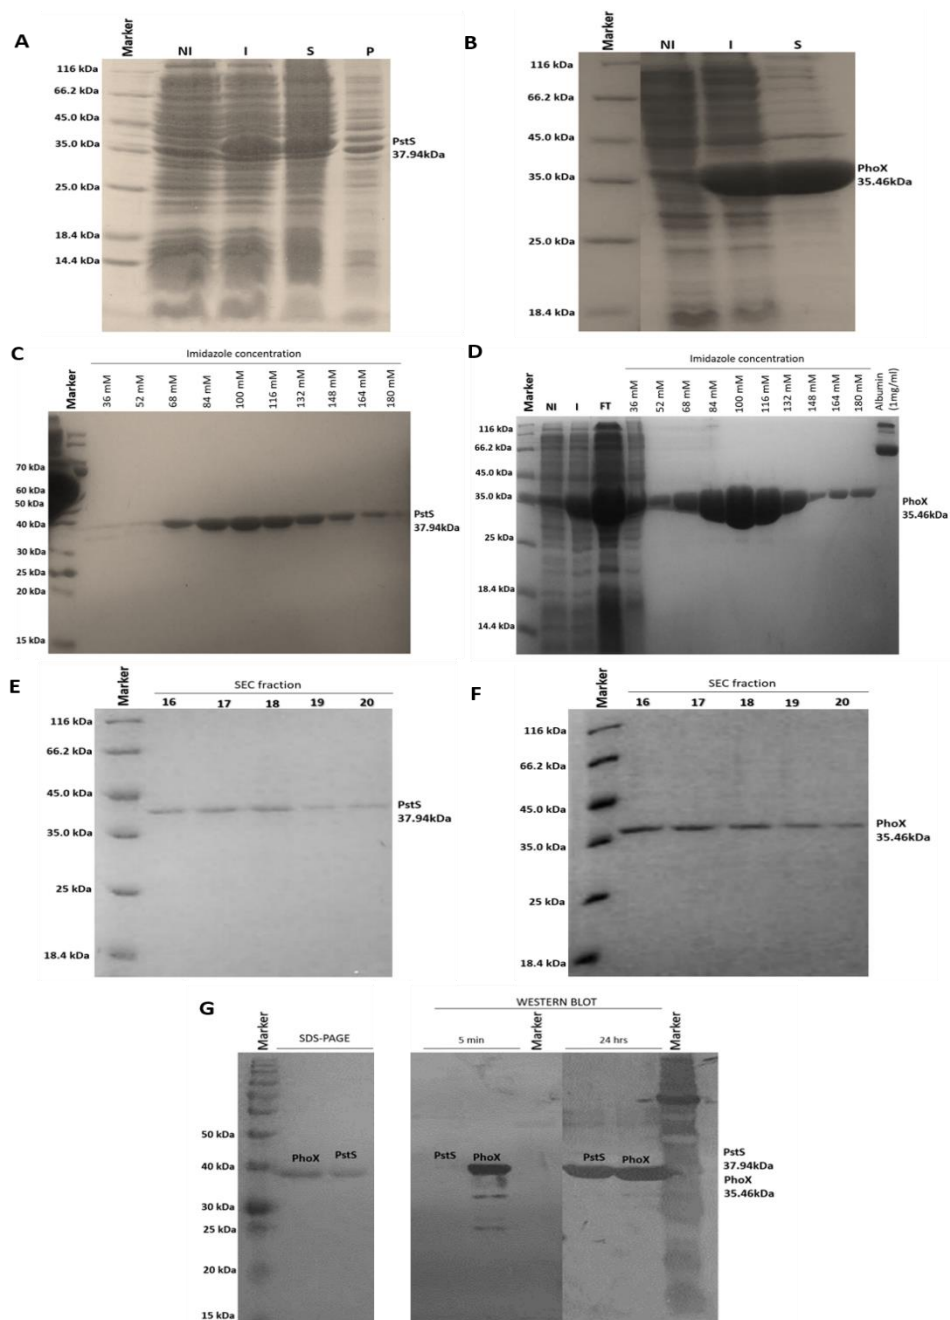 A
Marker
NI I S P
116 kDa
66.2 kDa
45.0 kDa
35.0 kDa
25.0 kDa
18.4 kDa
14.4 kDa
PstS
37.94kDa
B
Marker
NI I S
116 kDa
66.2 kDa
45.0 kDa
35.0 kDa
25.0 kDa
18.4 kDa
PhoX
35.46kDa
C
Imidazole concentration
Marker
36 mM
52 mM
68 mM
84 mM
100 mM
116 mM
132 mM
148 mM
164 mM
180 mM
70 kDa
60 kDa
50 kDa
40 kDa
30 kDa
25 kDa
20 kDa
15 kDa
PstS
37.94kDa
D
Imidazole concentration
Marker
NI I FT
36 mM
52 mM
68 mM
84 mM
100 mM
116 mM
132 mM
148 mM
164 mM
180 mM
Albumin
(1mg/ml)
116 kDa
66.2 kDa
45.0 kDa
35.0 kDa
25 kDa
18.4 kDa
14.4 kDa
PhoX
35.46kDa
E
Marker
SEC fraction
16 17 18 19 20
116 kDa
66.2 kDa
45.0 kDa
35.0 kDa
25 kDa
18.4 kDa
PstS
37.94kDa
F
Marker
SEC fraction
16 17 18 19 20
116 kDa
66.2 kDa
45.0 kDa
35.0 kDa
25 kDa
18.4 kDa
PhoX
35.46kDa
G
Marker
SDS-PAGE
WESTERN BLOT
5 min
Marker
24 hrs
Marker
50 kDa
40 kDa
30 kDa
25 kDa
20 kDa
15 kDa
PhoX PstS
PstS PhoX
PstS PhoX
PstS
37.94kDa
PhoX
35.46kDa